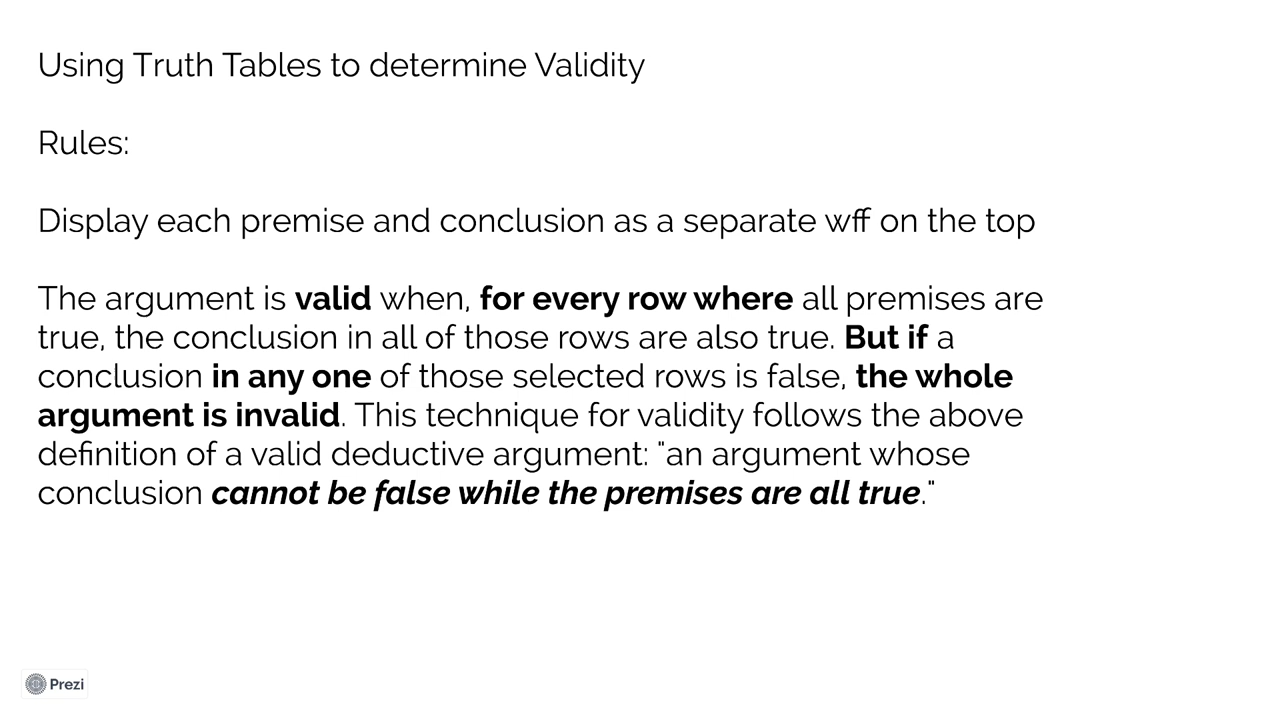 Using Truth Tables to determine Validity
Rules:
Display each premise and conclusion as a separate wff on the top
The argument is valid when, for every row where all premises are
true, the conclusion in all of those rows are also true. But if a
conclusion in any one of those selected rows is false, the whole
argument is invalid. This technique for validity follows the above
definition of a valid deductive argument: "an argument whose
conclusion cannot be false while the premises are all true."
Prezi